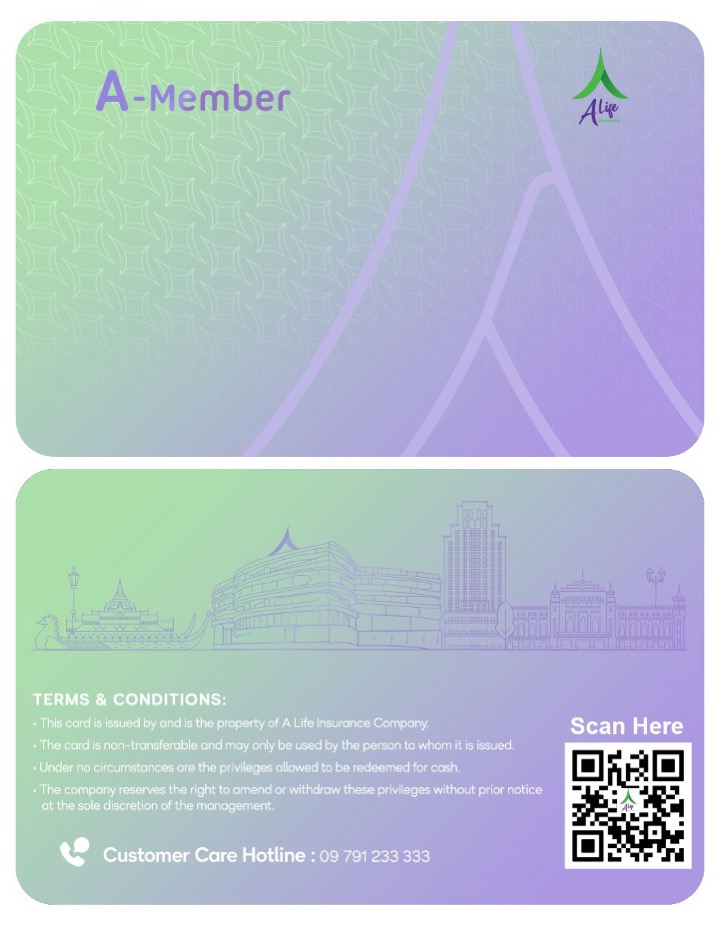 A-Member
A Life
TERMS & CONDITIONS:
• This card is issued by and is the property of A Life Insurance Company.
• The card is non-transferable and may only be used by the person to whom it is issued.
• Under no circumstances are the privileges allowed to be redeemed for cash.
• The company reserves the right to amend or withdraw these privileges without prior notice
at the sole discretion of the management.
Scan Here
A Life
Customer Care Hotline : 09 791 233 333